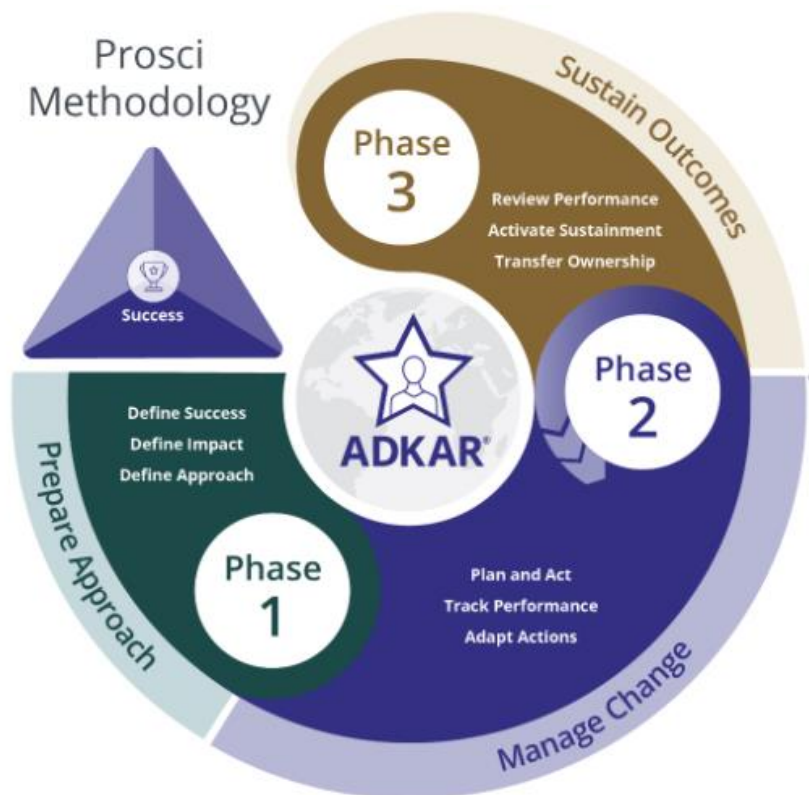 Prosci
Methodology
Success
Prepare Approach
Define Success
Define Impact
Define Approach
Phase
1
ADKAR®
Manage Change
Phase
2
Plan and Act
Track Performance
Adapt Actions
Sustain Outcomes
Phase
3
Review Performance
Activate Sustainment
Transfer Ownership